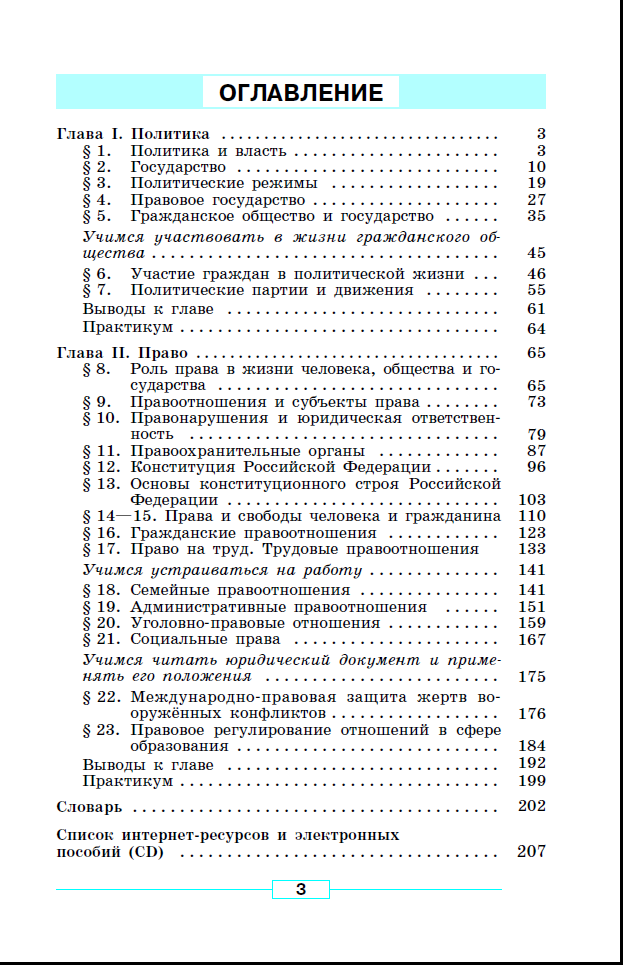 ОГЛАВЛЕНИЕ
Глава I. Политика ................................ 3
§ 1. Политика и власть ........................ 3
§ 2. Государство .............................. 10
§ 3. Политические режимы .................... 19
§ 4. Правовое государство ...................... 27
§ 5. Гражданское общество и государство ...... 35
Учимся участвовать в жизни гражданского об-
щества ........................................ 45
§ 6. Участие граждан в политической жизни ... 46
§ 7. Политические партии и движения ........ 55
Выводы к главе ................................ 61
Практикум ..................................... 64
Глава II. Право ................................... 65
§ 8. Роль права в жизни человека, общества и го-
сударства ................................. 65
§ 9. Правоотношения и субъекты права ........ 73
§ 10. Правонарушения и юридическая ответствен-
ность .................................... 79
§ 11. Правоохранительные органы .............. 87
§ 12. Конституция Российской Федерации ....... 96
§ 13. Основы конституционного строя Российской
Федерации ................................ 103
§ 14—15. Права и свободы человека и гражданина 110
§ 16. Гражданские правоотношения ............. 123
§ 17. Право на труд. Трудовые правоотношения 133
Учимся устраиваться на работу ............... 141
§ 18. Семейные правоотношения ................ 141
§ 19. Административные правоотношения ...... 151
§ 20. Уголовно-правовые отношения ............. 159
§ 21. Социальные права ........................ 167
Учимся читать юридический документ и приме-
нять его положения ........................... 175
§ 22. Международно-правовая защита жертв во-
оружённых конфликтов .................... 176
§ 23. Правовое регулирование отношений в сфере
образования ............................... 184
Выводы к главе ................................ 192
Практикум ..................................... 199
Словарь .......................................... 202
Список интернет-ресурсов и электронных
пособий (CD) ..................................... 207
3